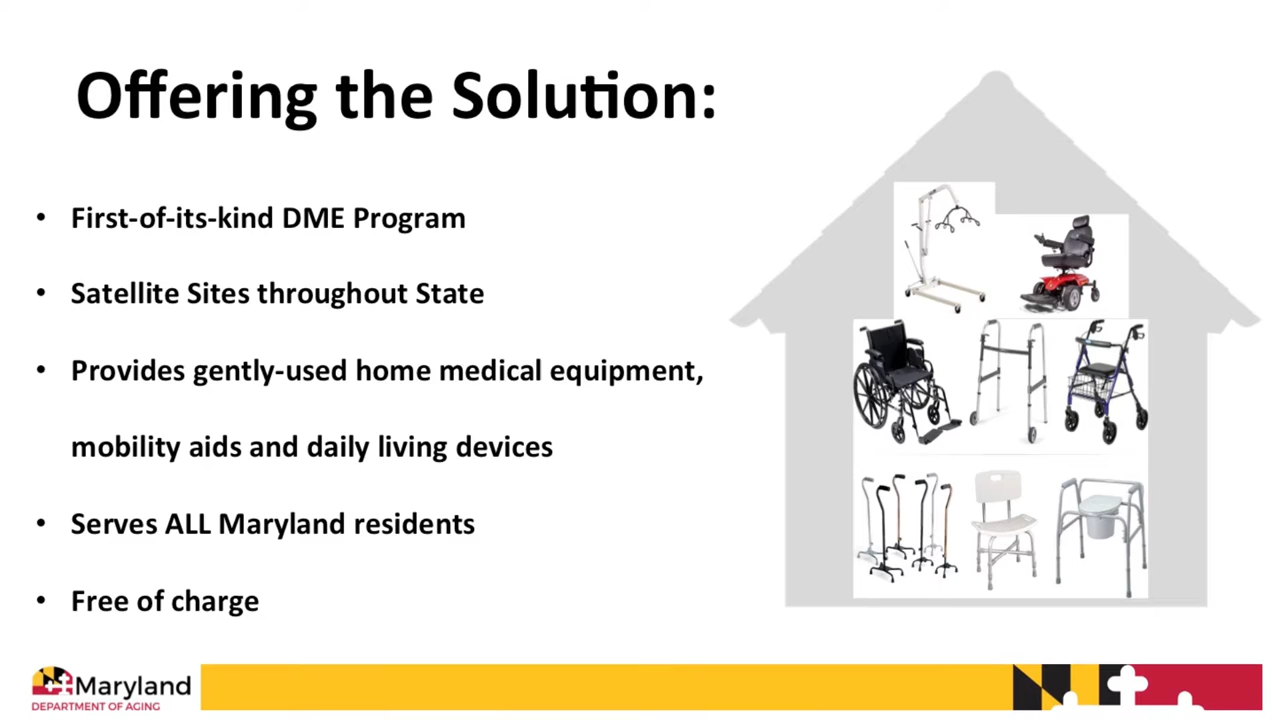 Offering the Solution:
• First-of-its-kind DME Program
• Satellite Sites throughout State
• Provides gently-used home medical equipment,
mobility aids and daily living devices
• Serves ALL Maryland residents
• Free of charge
Maryland
DEPARTMENT OF AGING